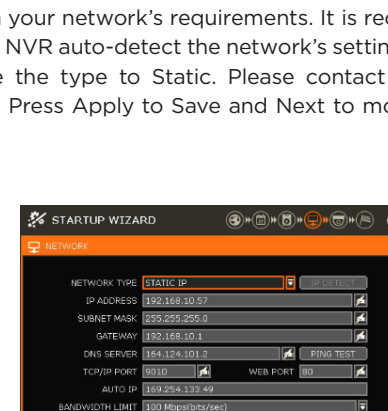 your network's requirements. It is
NVR auto-detect the network's
the type to Static. Please contact
Press Apply to Save and Next to
STARTUP WIZARD
NETWORK
NETWORK TYPE STATIC IP IP DETECT
IP ADDRESS 192.168.10.57
SUBNET MASK 255.255.255.0
GATEWAY 192.168.10.1
DNS SERVER 164.124.101.2 PING TEST
TCP/IP PORT 9010 WEB PORT 80
AUTO IP 169.254.133.49
BANDWIDTH LIMIT 100 Mbps(bits/sec)